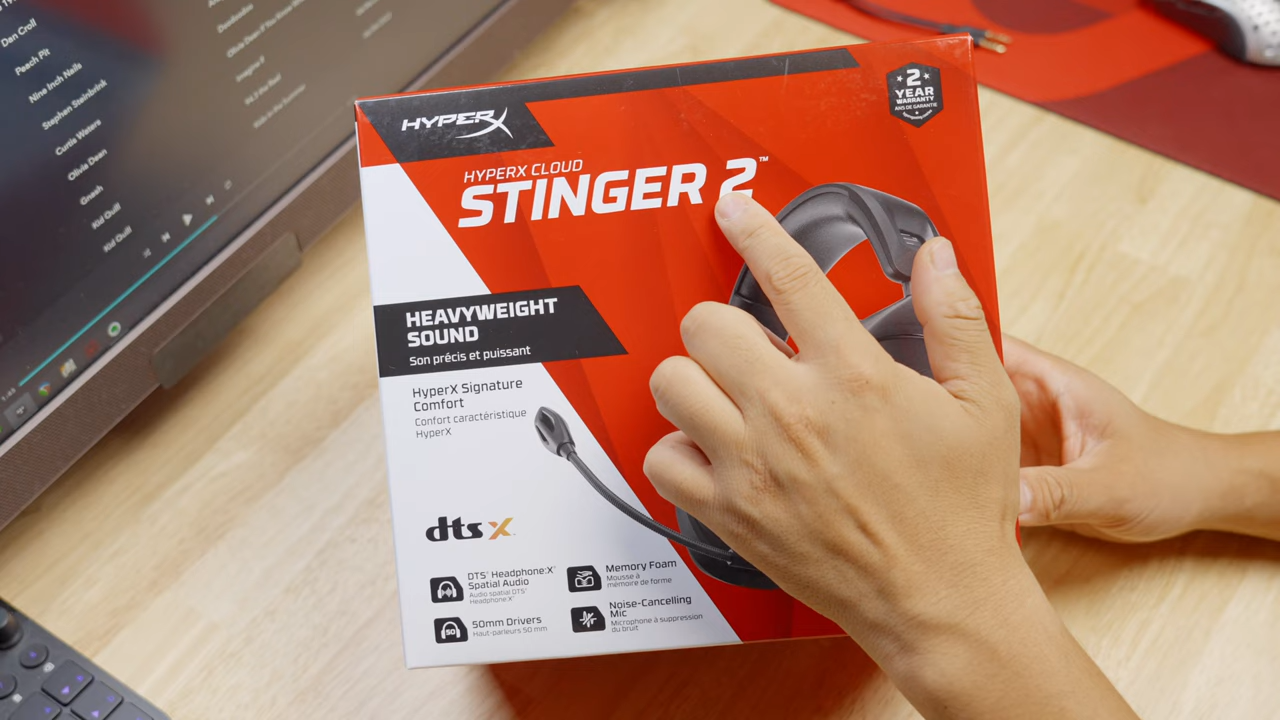 Dan Croll
Peach Pit
Nine Inch Nails
Stephen Steinbrink
Curtis Waters
Olivia Dean
Gnash
Kid Quill
Kid Quill
HYPERX
2
YEAR
WARRANTY
ANS DE GARANTIE
HYPERX CLOUD
STINGER 2™
HEAVYWEIGHT
SOUND
Son précis et puissant
HyperX Signature
Comfort
Confort caractéristique
HyperX
dts X
DTS® Headphone:X®
Spatial Audio
Audio spatial DTS®
Headphone:X®
Memory Foam
Mousse à
mémoire de forme
50
50mm Drivers
Haut-parleurs 50 mm
Noise-Cancelling
Mic
Microphone à suppression
du bruit